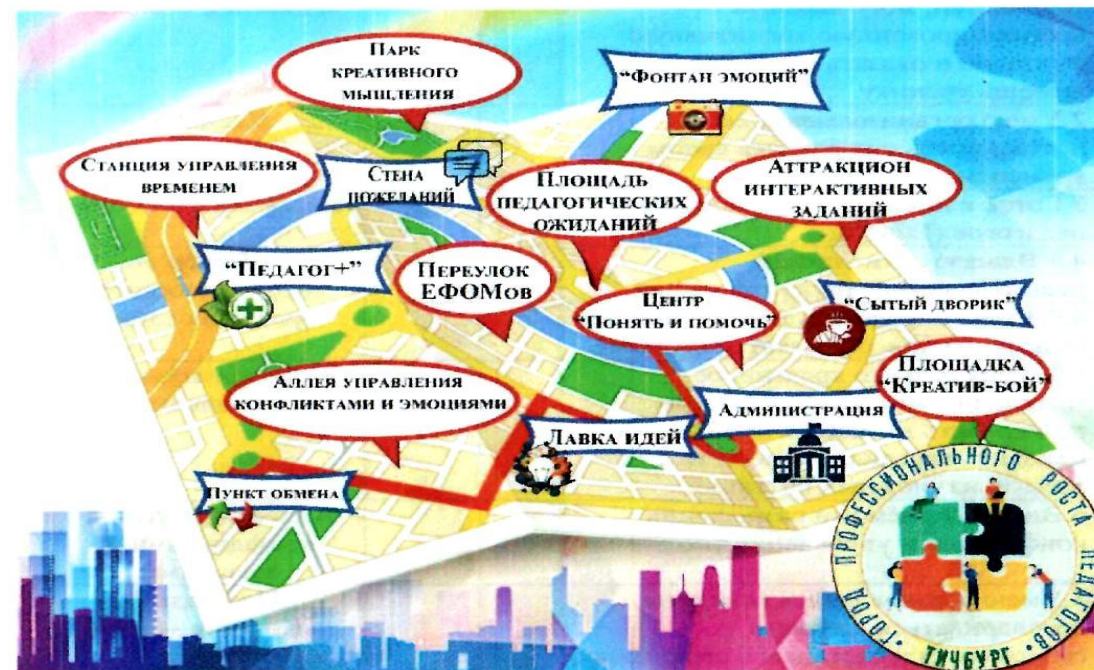 Парк
креативного
мышления
“Фонтан эмоций”
Станция управления
временем
Стена
пожеланий
Площадь
педагогических
ожиданий
Аттракцион
интерактивных
заданий
“Педагог+”
Переулок
ЕФОМов
Центр
“Понять и помочь”
“Сытый дворик”
Площадка
“Креатив-бой”
Аллея управления
конфликтами и эмоциями
Лавка идей
Администрация
Пункт обмена
ГОРОД ПРОФЕССИОНАЛЬНОГО РОСТА ПЕДАГОГОВ
ТИЧБУРГ